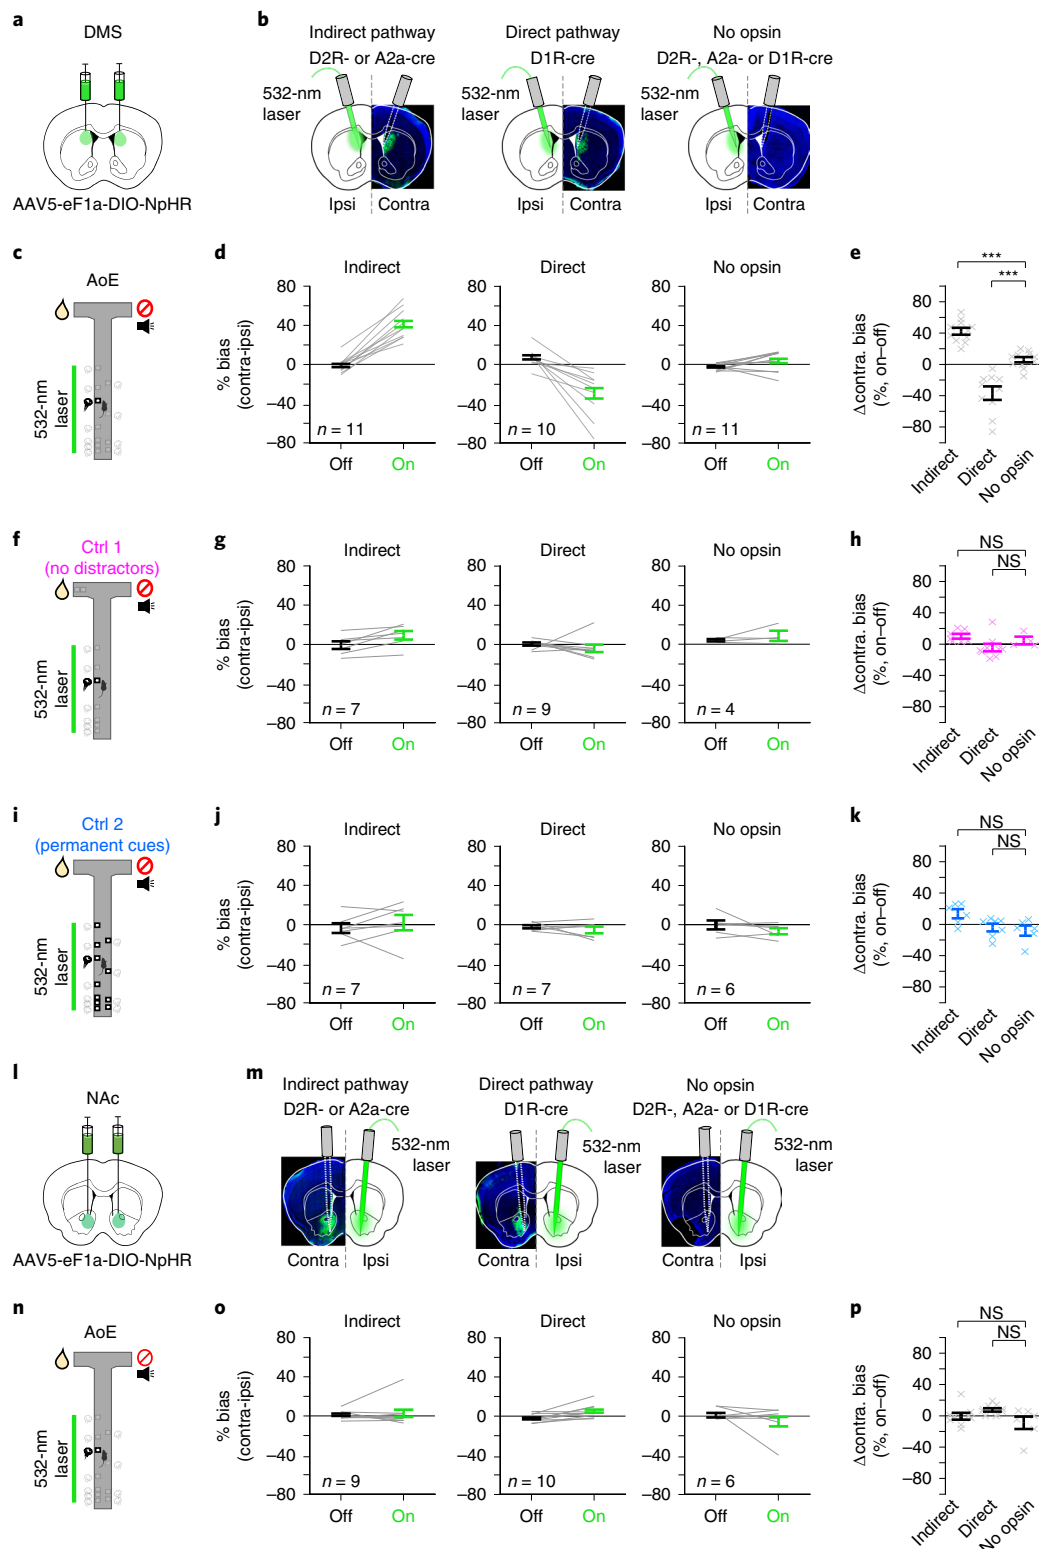 a
DMS
AAV5-eF1a-DIO-NpHR
b
Indirect pathway
D2R- or A2a-cre
532-nm
laser
Ipsi
Contra
Direct pathway
D1R-cre
532-nm
laser
Ipsi
Contra
No opsin
D2R-, A2a- or D1R-cre
532-nm
laser
Ipsi
Contra
c
AoE
532-nm
laser
d
% bias
(contra-ipsi)
Indirect
80
40
0
–40
–80
n = 11
Off
On
Direct
80
40
0
–40
–80
n = 10
Off
On
No opsin
80
40
0
–40
–80
n = 11
Off
On
e
***
***
Δcontra. bias
(%, on–off)
80
40
0
–40
–80
Indirect
Direct
No opsin
f
Ctrl 1
(no distractors)
532-nm
laser
g
% bias
(contra-ipsi)
Indirect
80
40
0
–40
–80
n = 7
Off
On
Direct
80
40
0
–40
–80
n = 9
Off
On
No opsin
80
40
0
–40
–80
n = 4
Off
On
h
NS
NS
Δcontra. bias
(%, on–off)
80
40
0
–40
–80
Indirect
Direct
No opsin
i
Ctrl 2
(permanent cues)
532-nm
laser
j
% bias
(contra-ipsi)
Indirect
80
40
0
–40
–80
n = 7
Off
On
Direct
80
40
0
–40
–80
n = 7
Off
On
No opsin
80
40
0
–40
–80
n = 6
Off
On
k
NS
NS
Δcontra. bias
(%, on–off)
80
40
0
–40
–80
Indirect
Direct
No opsin
l
NAc
AAV5-eF1a-DIO-NpHR
m
Indirect pathway
D2R- or A2a-cre
532-nm
laser
Contra
Ipsi
Direct pathway
D1R-cre
532-nm
laser
Contra
Ipsi
No opsin
D2R-, A2a- or D1R-cre
532-nm
laser
Contra
Ipsi
n
AoE
532-nm
laser
o
% bias
(contra-ipsi)
Indirect
80
40
0
–40
–80
n = 9
Off
On
Direct
80
40
0
–40
–80
n = 10
Off
On
No opsin
80
40
0
–40
–80
n = 6
Off
On
p
NS
NS
Δcontra. bias
(%, on–off)
80
40
0
–40
–80
Indirect
Direct
No opsin